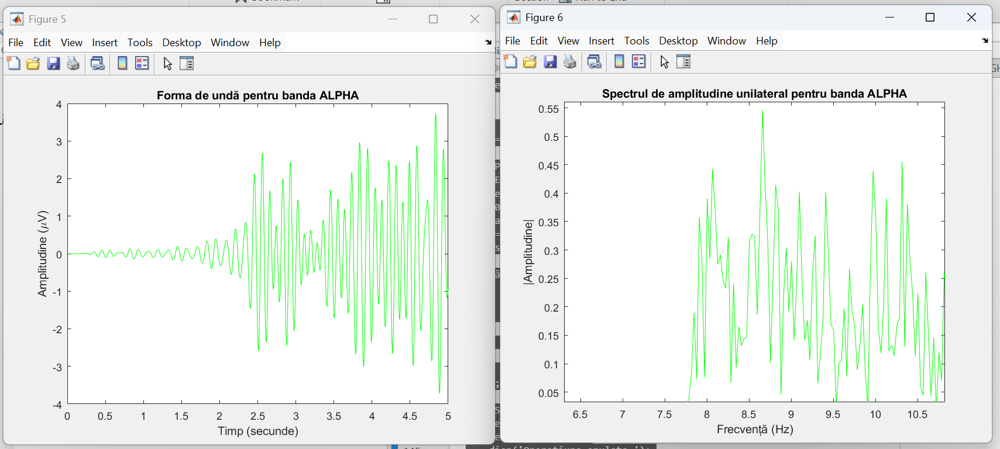 Figure 5
File Edit View Insert Tools Desktop Window Help
Forma de undă pentru banda ALPHA
4
3
2
1
0
-1
-2
-3
-4
Amplitudine (μV)
0 0.5 1 1.5 2 2.5 3 3.5 4 4.5 5
Timp (secunde)
Figure 6
File Edit View Insert Tools Desktop Window Help
Spectrul de amplitudine unilateral pentru banda ALPHA
0.55
0.5
0.45
0.4
0.35
0.3
0.25
0.2
0.15
0.1
0.05
|Amplitudine|
6.5 7 7.5 8 8.5 9 9.5 10 10.5
Frecvență (Hz)